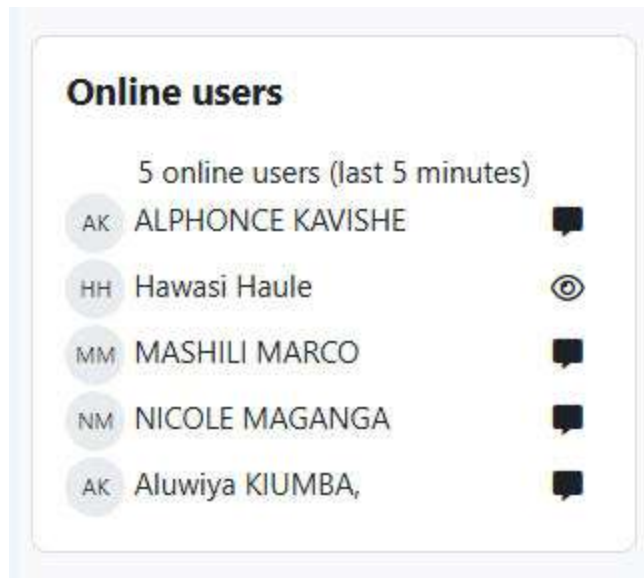 Online users
5 online users (last 5 minutes)
AK ALPHONCE KAVISHE
HH Hawasi Haule
MM MASHILI MARCO
NM NICOLE MAGANGA
AK Aluwiya KIUMBA,